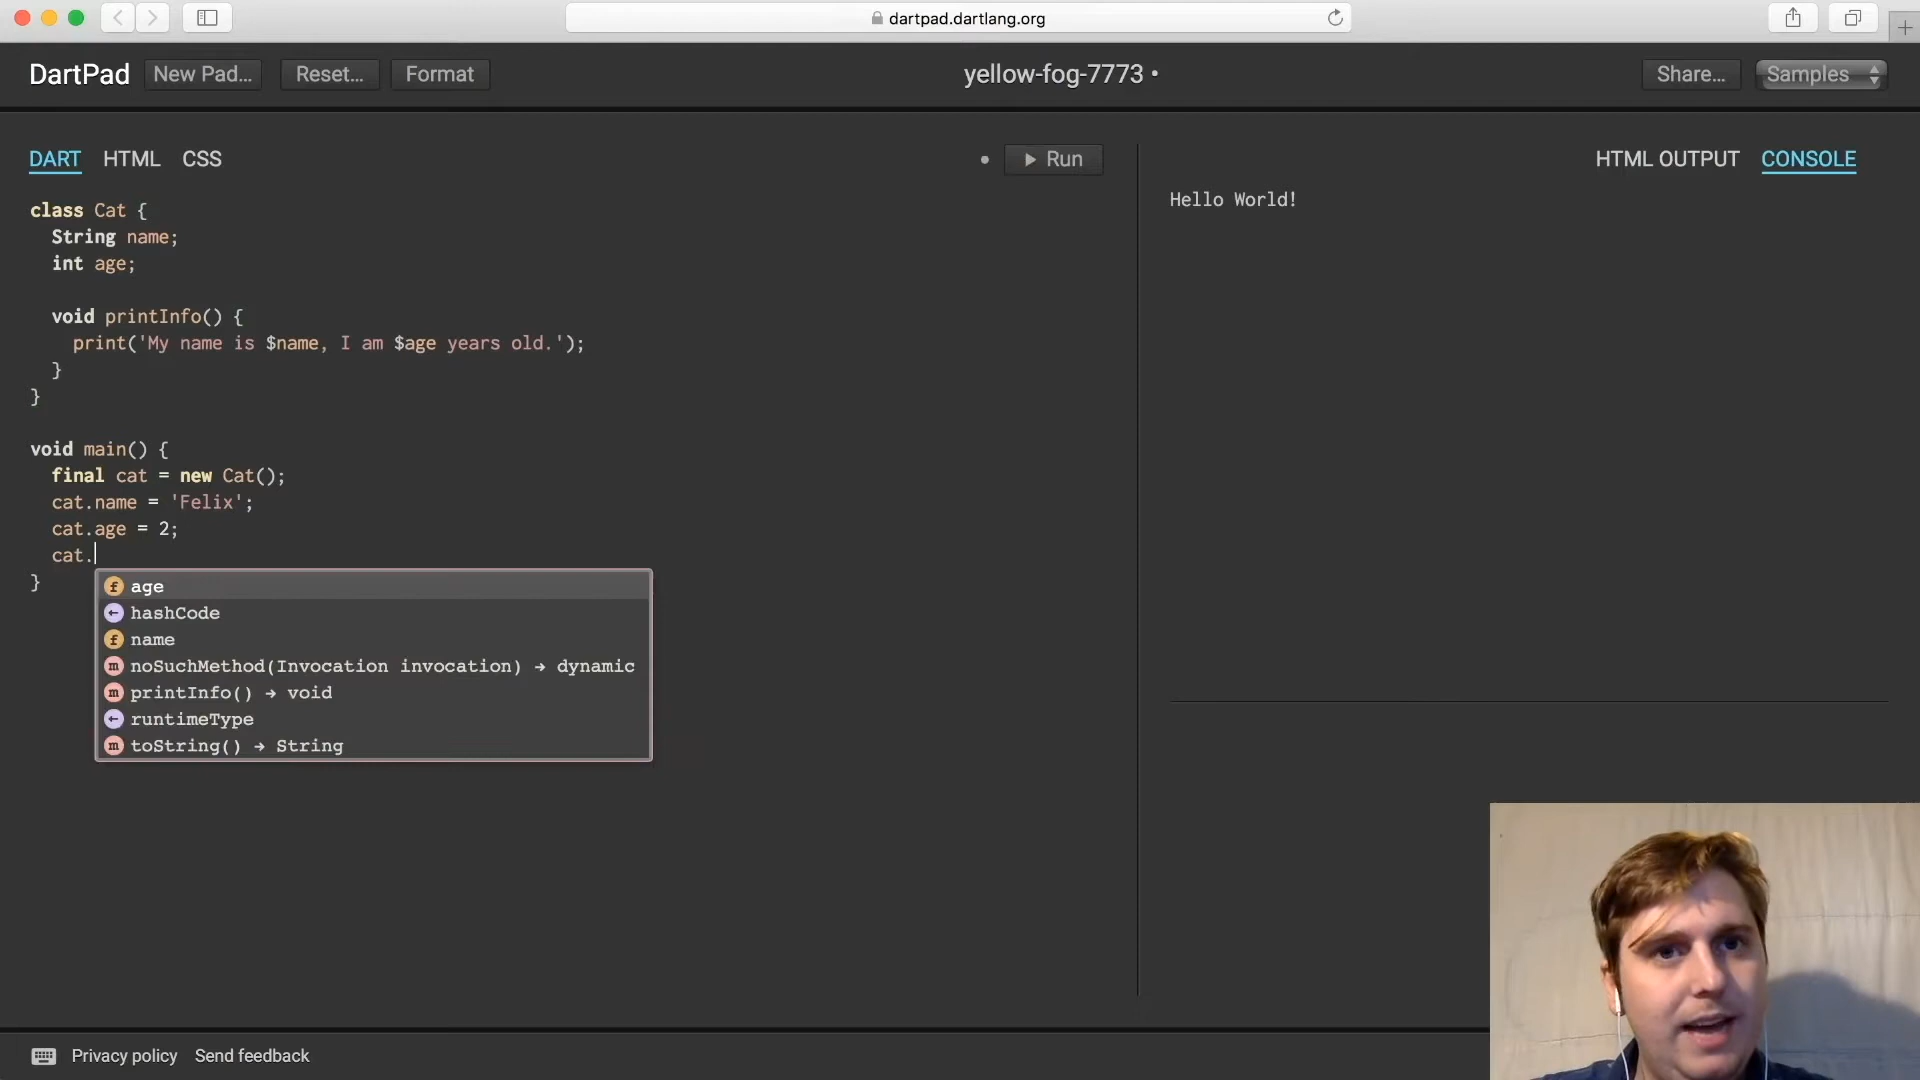 dartpad.dartlang.org
DartPad
New Pad...
Reset...
Format
yellow-fog-7773 •
Share...
Samples
DART
HTML
CSS
Run
HTML OUTPUT
CONSOLE
class Cat {
String name;
int age;
void printInfo() {
print('My name is $name, I am $age years old.');
}
}
void main() {
final cat = new Cat();
cat.name = 'Felix';
cat.age = 2;
cat.
}
f age
← hashCode
f name
m noSuchMethod(Invocation invocation) → dynamic
m printInfo() → void
← runtimeType
m toString() → String
Hello World!
Privacy policy
Send feedback